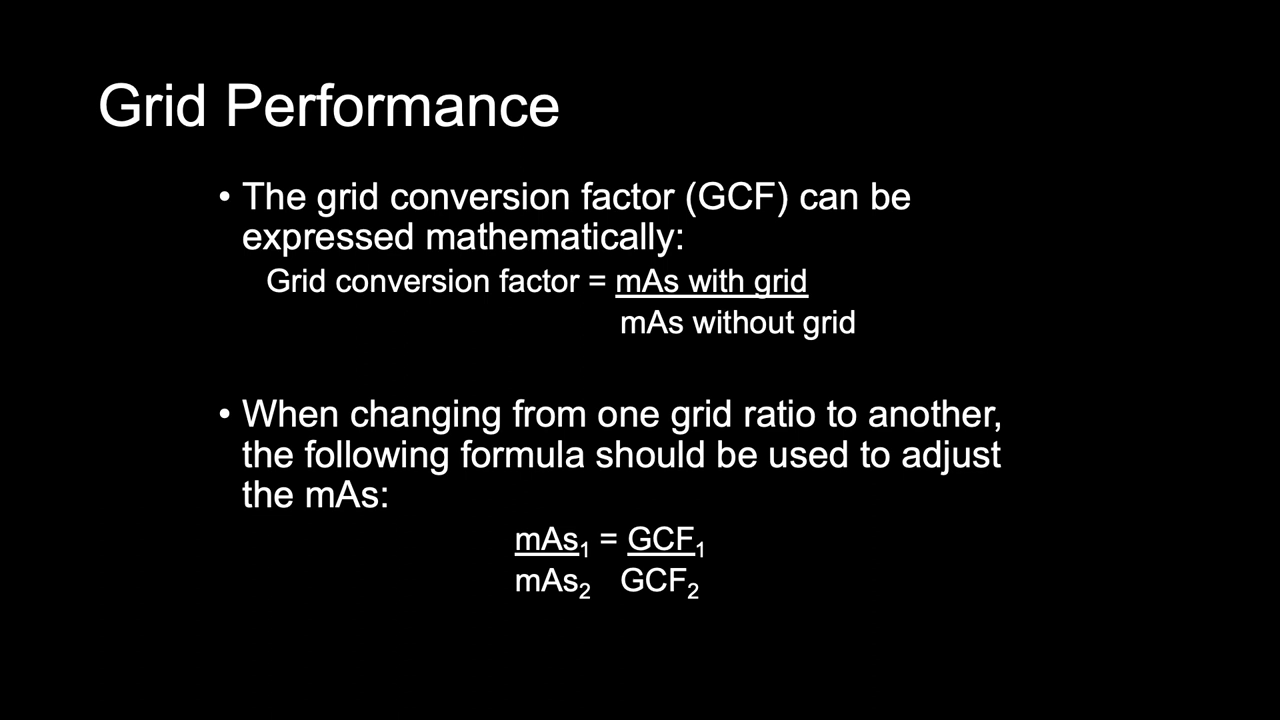 Grid Performance
• The grid conversion factor (GCF) can be
expressed mathematically:
Grid conversion factor = mAs with grid
mAs without grid
• When changing from one grid ratio to another,
the following formula should be used to adjust
the mAs:
mAs₁ = GCF₁
mAs₂ GCF₂